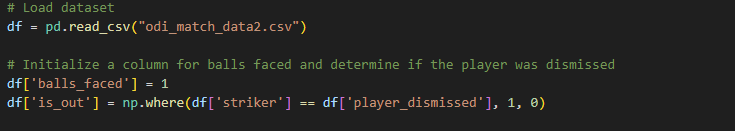 # Load dataset
df = pd.read_csv("odi_match_data2.csv")
# Initialize a column for balls faced and determine if the player was dismissed
df['balls_faced'] = 1
df['is_out'] = np.where(df['striker'] == df['player_dismissed'], 1, 0)